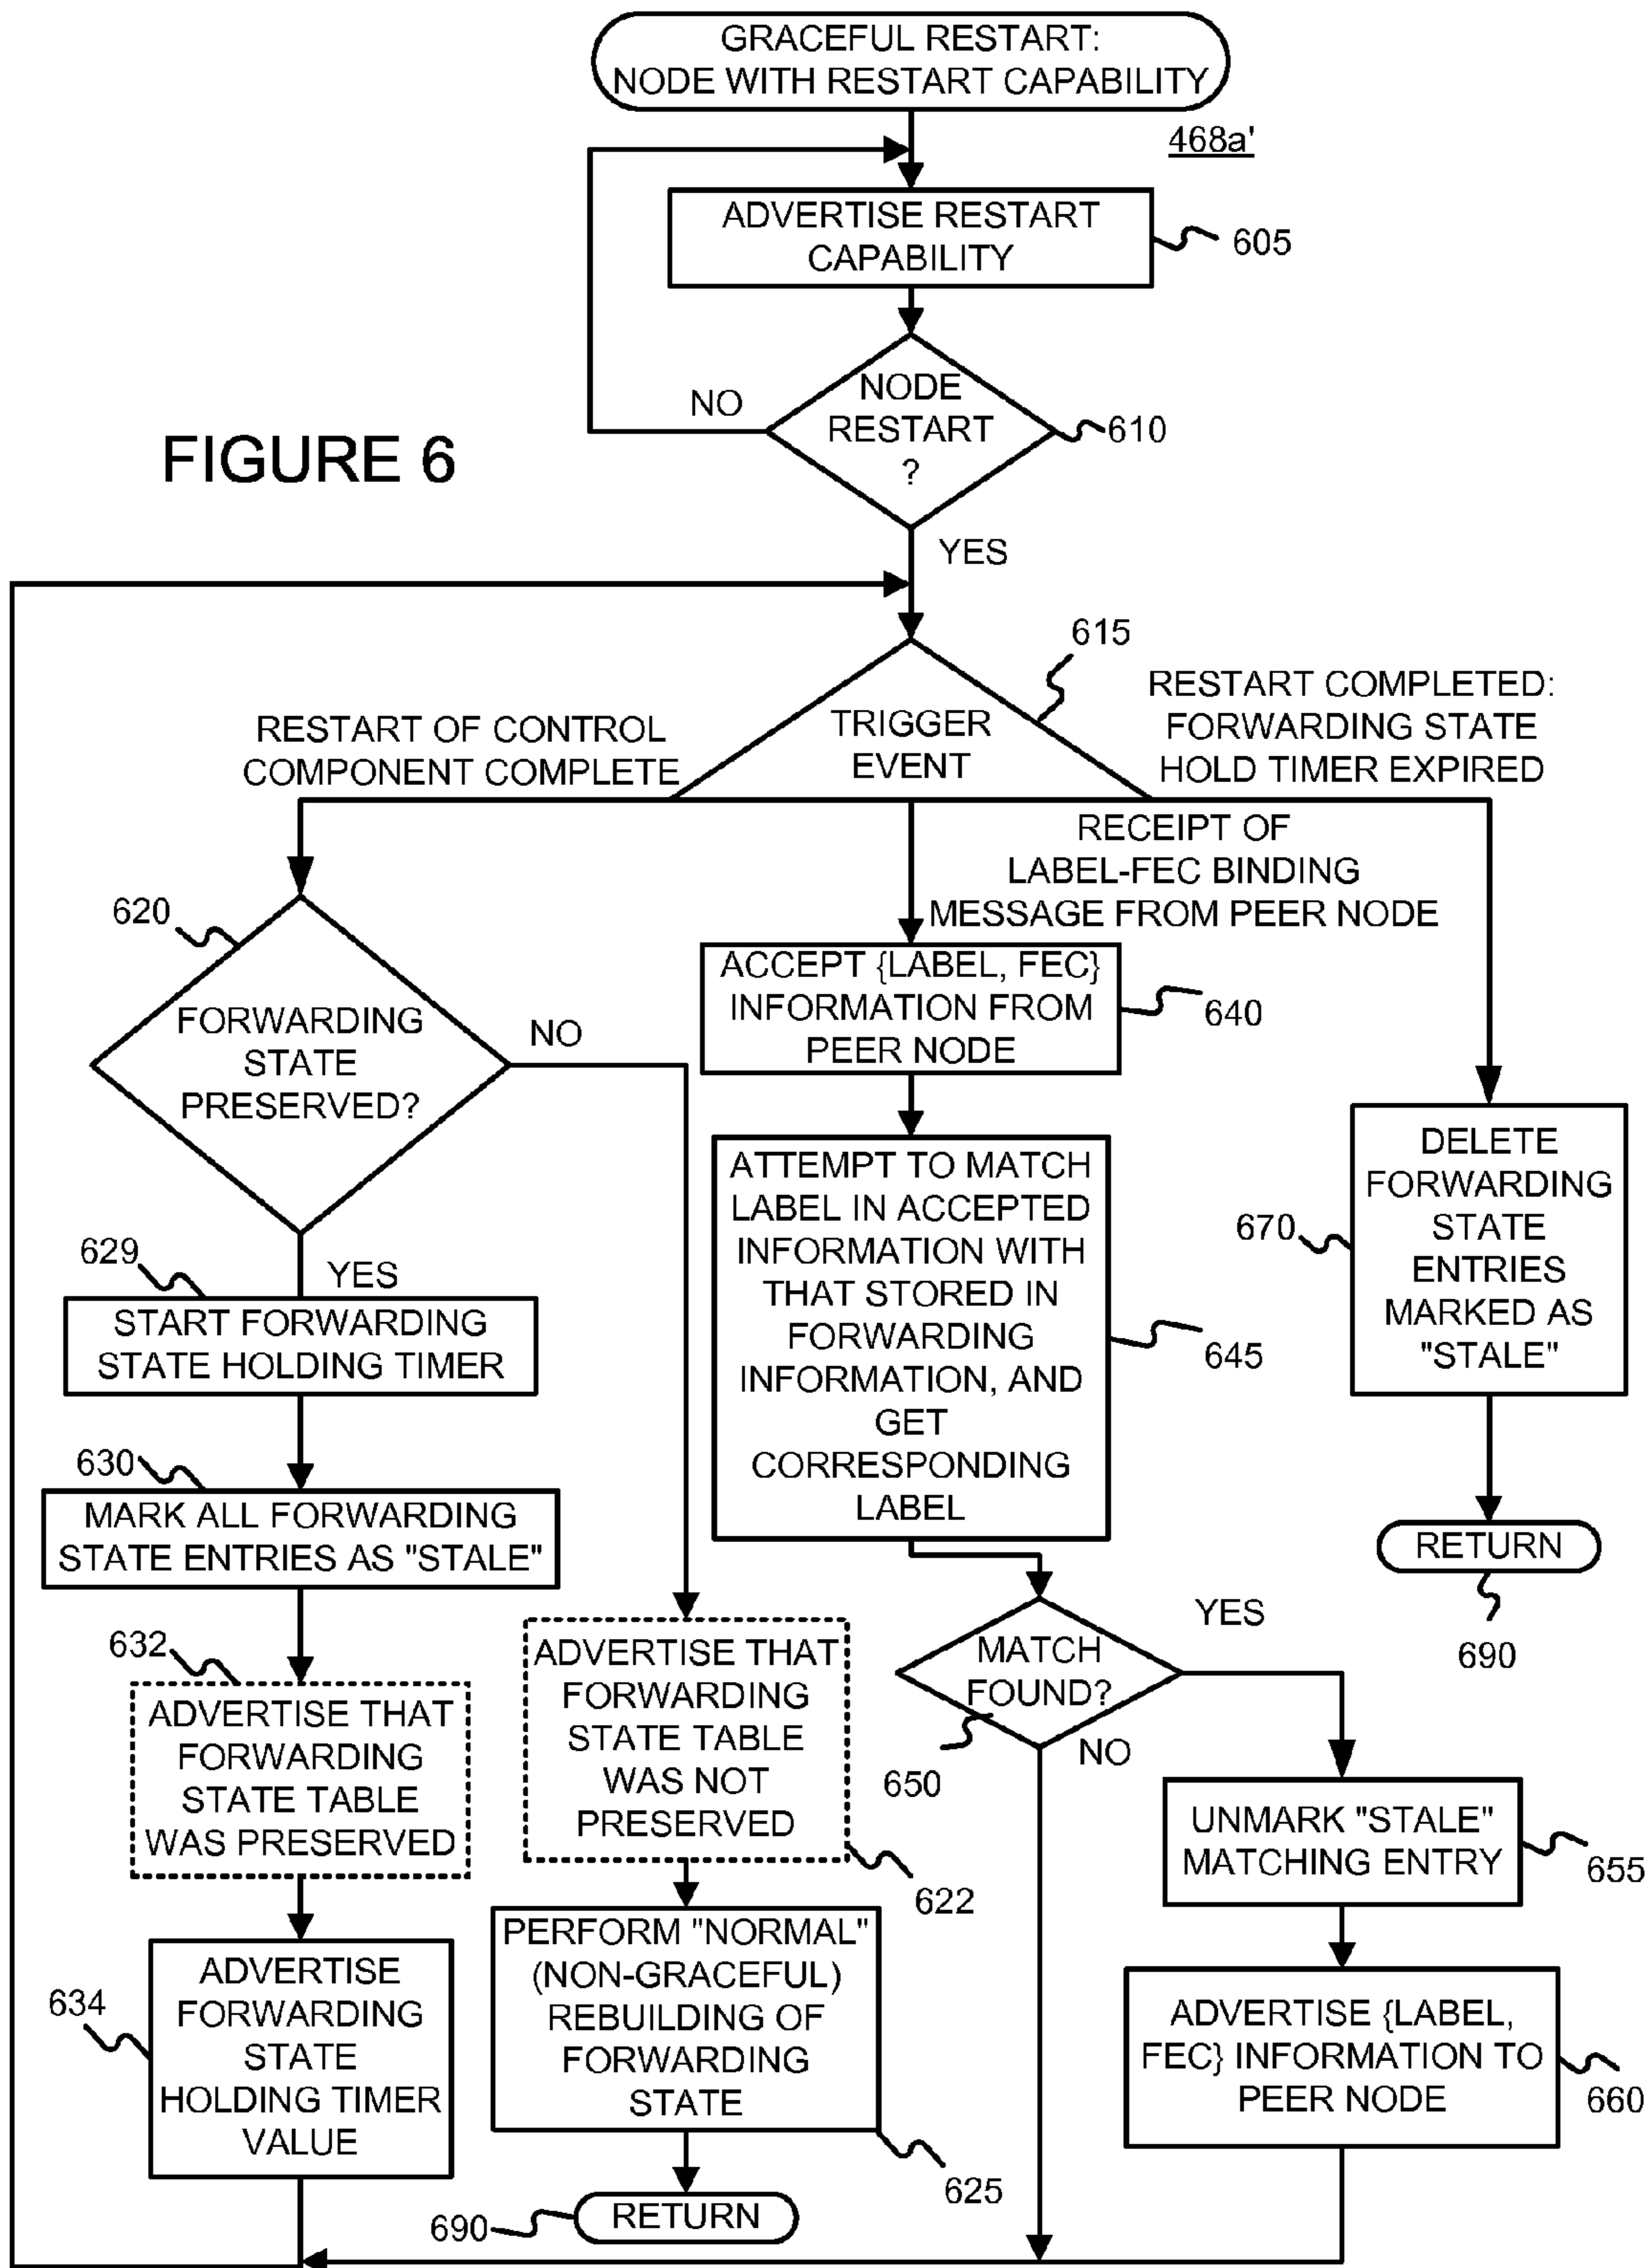 GRACEFUL RESTART:
NODE WITH RESTART CAPABILITY
468a'
ADVERTISE RESTART
CAPABILITY
605
NODE
RESTART
?
NO
610
FIGURE 6
YES
615
TRIGGER
EVENT
RESTART OF CONTROL
COMPONENT COMPLETE
RESTART COMPLETED:
FORWARDING STATE
HOLD TIMER EXPIRED
RECEIPT OF
LABEL-FEC BINDING
MESSAGE FROM PEER NODE
620
FORWARDING
STATE
PRESERVED?
NO
YES
629
START FORWARDING
STATE HOLDING TIMER
630
MARK ALL FORWARDING
STATE ENTRIES AS "STALE"
632
ADVERTISE THAT
FORWARDING
STATE TABLE
WAS PRESERVED
634
ADVERTISE
FORWARDING
STATE
HOLDING TIMER
VALUE
ADVERTISE THAT
FORWARDING
STATE TABLE
WAS NOT
PRESERVED
622
PERFORM "NORMAL"
(NON-GRACEFUL)
REBUILDING OF
FORWARDING
STATE
625
RETURN
690
ACCEPT {LABEL, FEC}
INFORMATION FROM
PEER NODE
640
ATTEMPT TO MATCH
LABEL IN ACCEPTED
INFORMATION WITH
THAT STORED IN
FORWARDING
INFORMATION, AND
GET
CORRESPONDING
LABEL
645
MATCH
FOUND?
650
YES
NO
UNMARK "STALE"
MATCHING ENTRY
655
ADVERTISE {LABEL,
FEC} INFORMATION TO
PEER NODE
660
DELETE
FORWARDING
STATE
ENTRIES
MARKED AS
"STALE"
670
RETURN
690